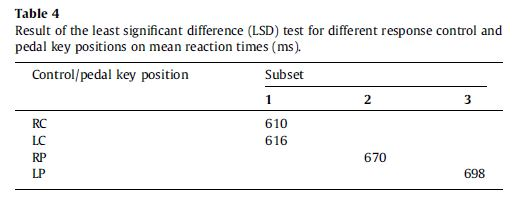 Table 4
Result of the least significant difference (LSD) test for different response control and
pedal key positions on mean reaction times (ms).
Control/pedal key position Subset
1 2 3
RC 610
LC 616
RP 670
LP 698